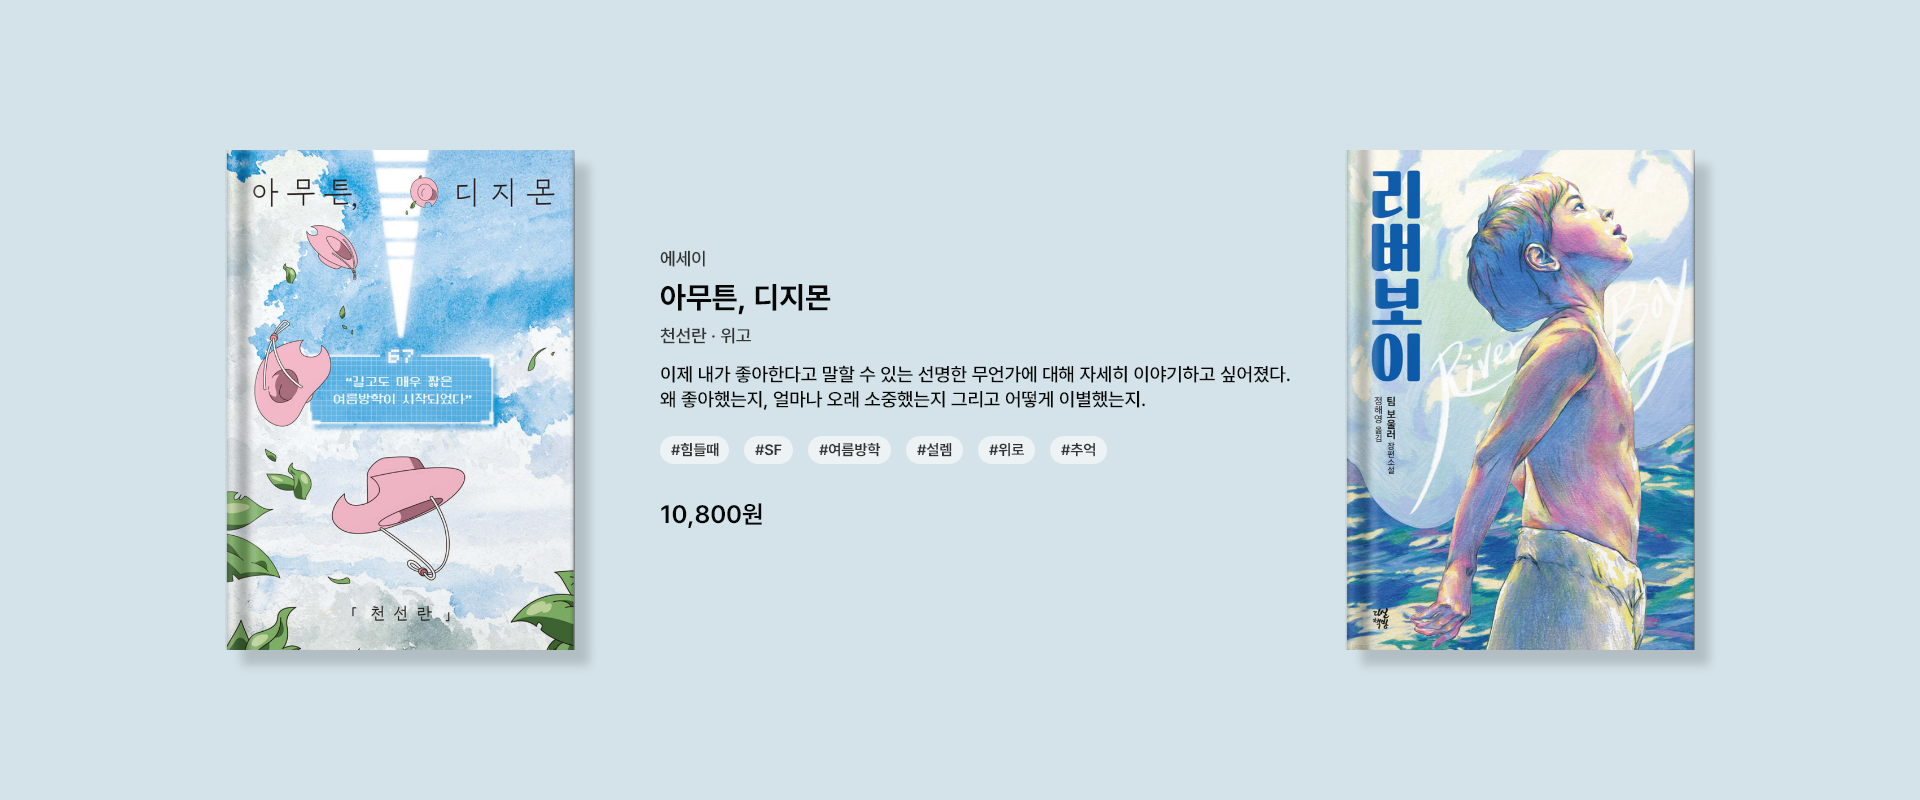 아무튼, 디지몬
67
"길고도 매우 짧은
여름방학이 시작되었다"
「천선란」
에세이
아무튼, 디지몬
천선란 · 위고
이제 내가 좋아한다고 말할 수 있는 선명한 무언가에 대해 자세히 이야기하고 싶어졌다.
왜 좋아했는지, 얼마나 오래 소중했는지 그리고 어떻게 이별했는지.
#힘들때 #SF #여름방학 #설렘 #위로 #추억
10,800원
리버보이
River Boy
팀 보울러 장편소설
정해영 옮김
다산책방